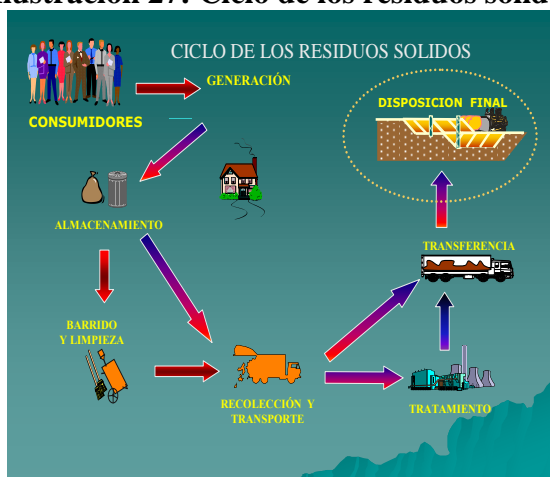 CICLO DE LOS RESIDUOS SOLIDOS
GENERACIÓN
CONSUMIDORES
DISPOSICION FINAL
ALMACENAMIENTO
TRANSFERENCIA
BARRIDO
Y LIMPIEZA
RECOLECCIÓN Y
TRANSPORTE
TRATAMIENTO